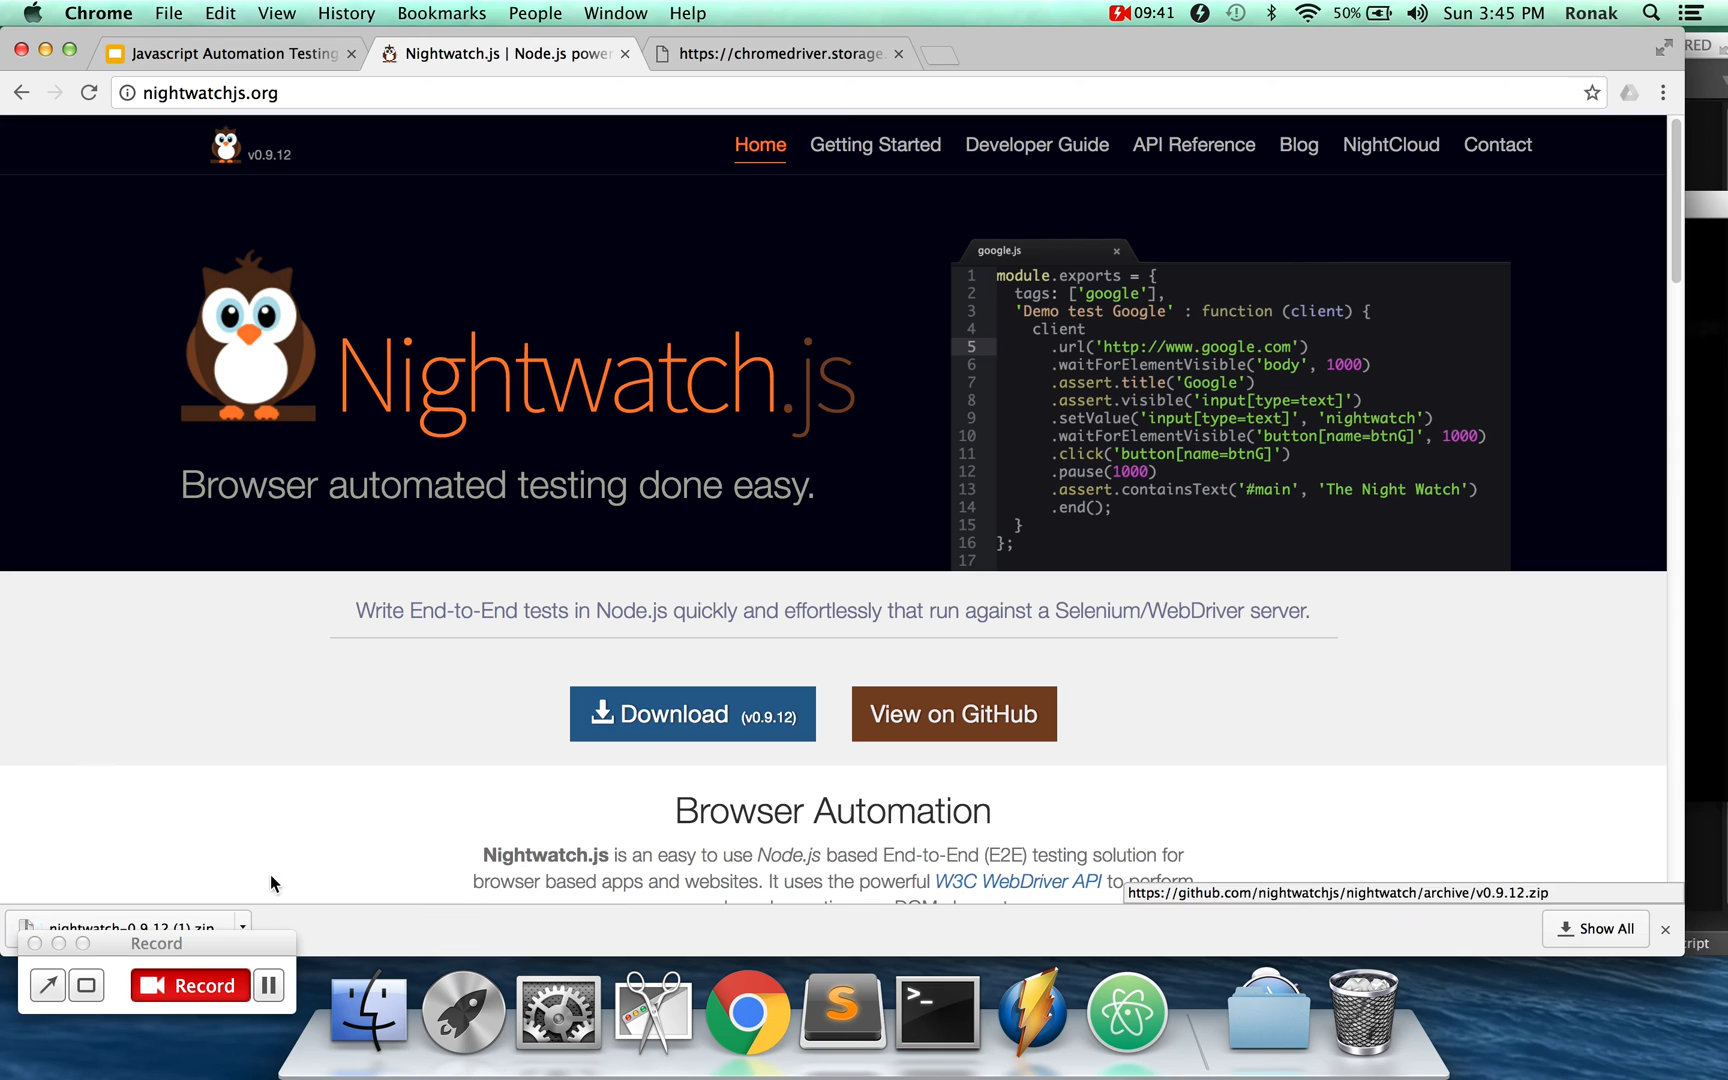 Chrome File Edit View History Bookmarks People Window Help 09:41 50% Sun 3:45 PM Ronak
Javascript Automation Testing Nightwatch.js | Node.js power https://chromedriver.storage. RED
nightwatchjs.org
v0.9.12 Home Getting Started Developer Guide API Reference Blog NightCloud Contact
Nightwatch.js
Browser automated testing done easy.
google.js
1 module.exports = {
2 tags: ['google'],
3 'Demo test Google' : function (client) {
4 client
5 .url('http://www.google.com')
6 .waitForElementVisible('body', 1000)
7 .assert.title('Google')
8 .assert.visible('input[type=text]')
9 .setValue('input[type=text]', 'nightwatch')
10 .waitForElementVisible('button[name=btnG]', 1000)
11 .click('button[name=btnG]')
12 .pause(1000)
13 .assert.containsText('#main', 'The Night Watch')
14 .end();
15 }
16 };
17
Write End-to-End tests in Node.js quickly and effortlessly that run against a Selenium/WebDriver server.
Download (v0.9.12) View on GitHub
Browser Automation
Nightwatch.js is an easy to use Node.js based End-to-End (E2E) testing solution for
browser based apps and websites. It uses the powerful W3C WebDriver API to perform
https://github.com/nightwatchjs/nightwatch/archive/v0.9.12.zip
nightwatch-0.9.12 (1).zip Show All cript
Record
Record